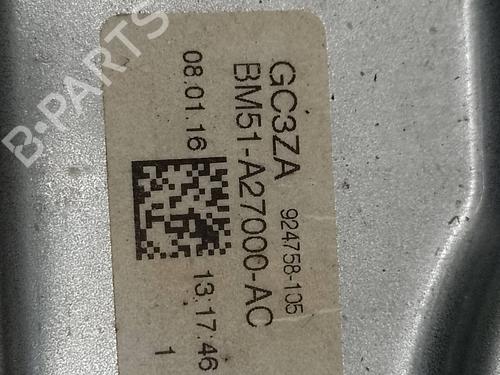 GC3ZA 924758-105
BM51-A27000-AC
08.01.16 13:17:46
1
B-PARTS